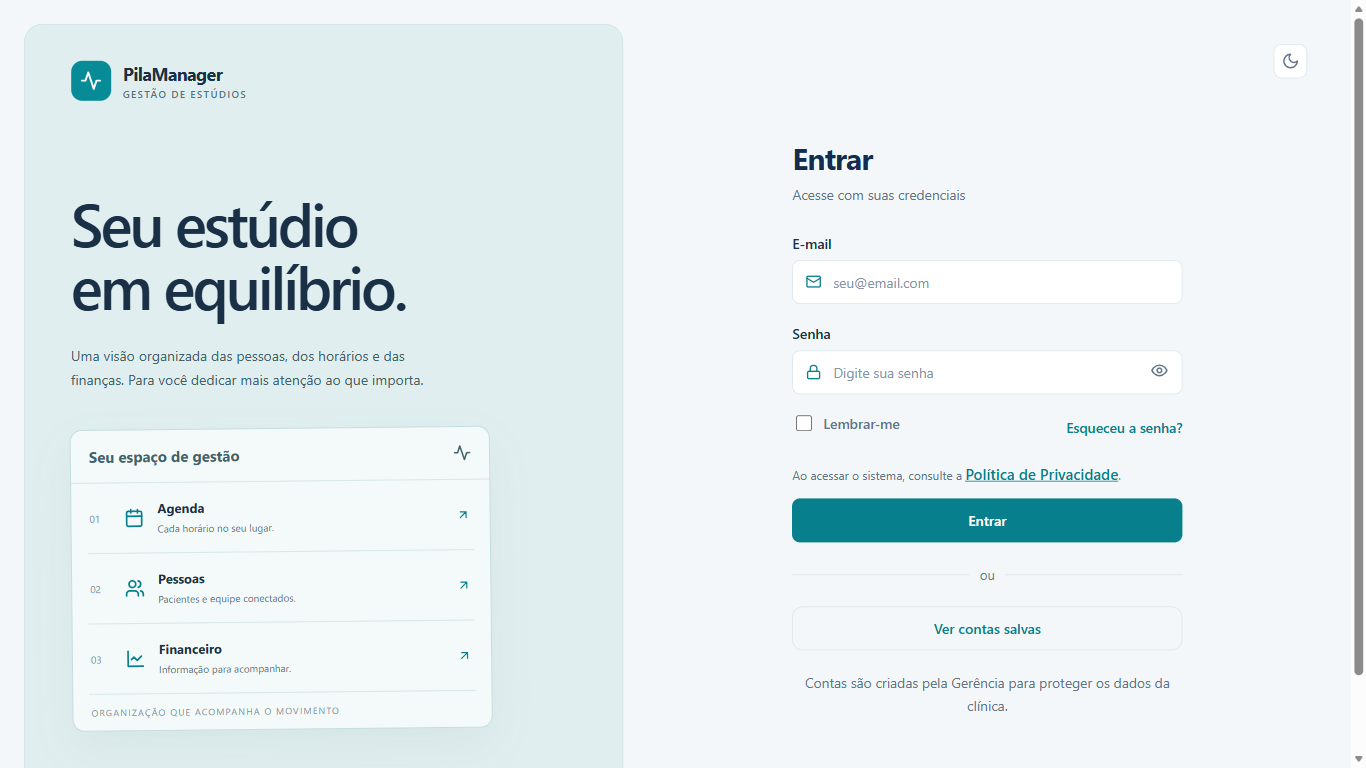 PilaManager
GESTÃO DE ESTÚDIOS
Seu estúdio
em equilíbrio.
Uma visão organizada das pessoas, dos horários e das
finanças. Para você dedicar mais atenção ao que importa.
Seu espaço de gestão
01
Agenda
Cada horário no seu lugar.
02
Pessoas
Pacientes e equipe conectados.
03
Financeiro
Informação para acompanhar.
ORGANIZAÇÃO QUE ACOMPANHA O MOVIMENTO
Entrar
Acesse com suas credenciais
E-mail
seu@email.com
Senha
Digite sua senha
Lembrar-me
Esqueceu a senha?
Ao acessar o sistema, consulte a Política de Privacidade.
Entrar
ou
Ver contas salvas
Contas são criadas pela Gerência para proteger os dados da
clínica.